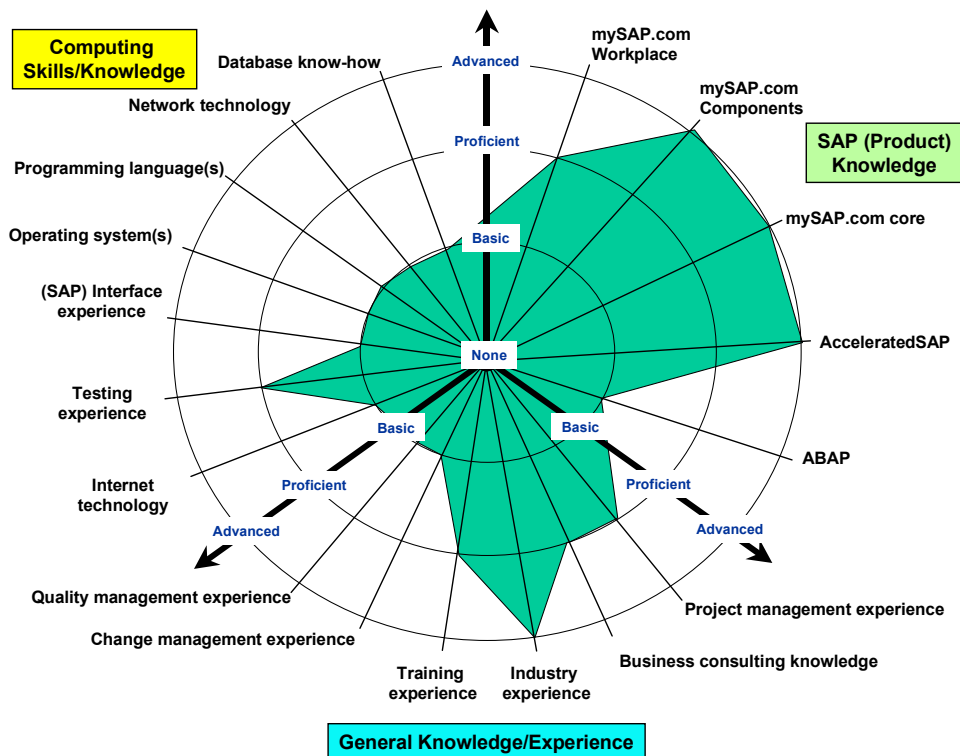 Computing
Skills/Knowledge
Database know-how
Network technology
Programming language(s)
Operating system(s)
(SAP) Interface
experience
Testing
experience
Internet
technology
Advanced
Proficient
Basic
None
mySAP.com
Workplace
mySAP.com
Components
SAP (Product)
Knowledge
mySAP.com core
AcceleratedSAP
ABAP
Basic
Proficient
Advanced
Basic
Proficient
Advanced
Quality management experience
Change management experience
Training
experience
Industry
experience
Business consulting knowledge
Project management experience
General Knowledge/Experience